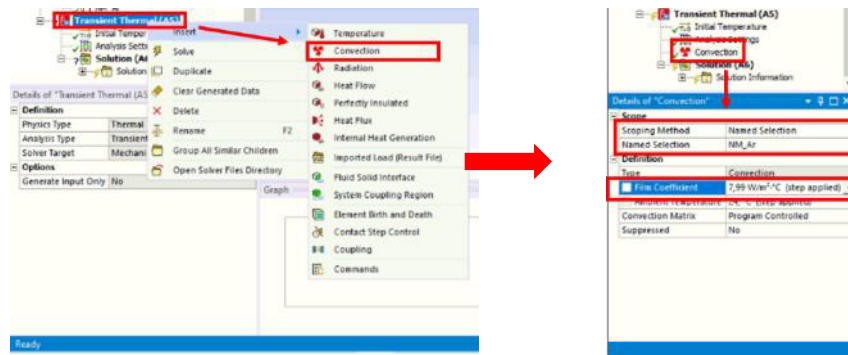 Transient Thermal (A5)
Initial Temper
Analysis Setti
Solution (A6
Solution
Details of "Transient Thermal (A5
Definition
Physics Type Thermal
Analysis Type Transient
Solver Target Mechani
Options
Generate Input Only No
Insert
Solve
Duplicate
Clear Generated Data
Delete
Rename F2
Group All Similar Children
Open Solver Files Directory
Graph
Temperature
Convection
Radiation
Heat Flow
Perfectly Insulated
Heat Flux
Internal Heat Generation
Imported Load (Result File)
Fluid Solid Interface
System Coupling Region
Element Birth and Death
Contact Step Control
Coupling
Commands
Ready
Transient Thermal (A5)
Initial Temperature
Analysis Settings
Convection
Solution (A6)
Solution Information
Details of "Convection"
Scope
Scoping Method Named Selection
Named Selection NM_Ar
Definition
Type Convection
Film Coefficient 7,99 W/m²·°C (step applied)
Ambient Temperature °C (step applied)
Convection Matrix Program Controlled
Suppressed No